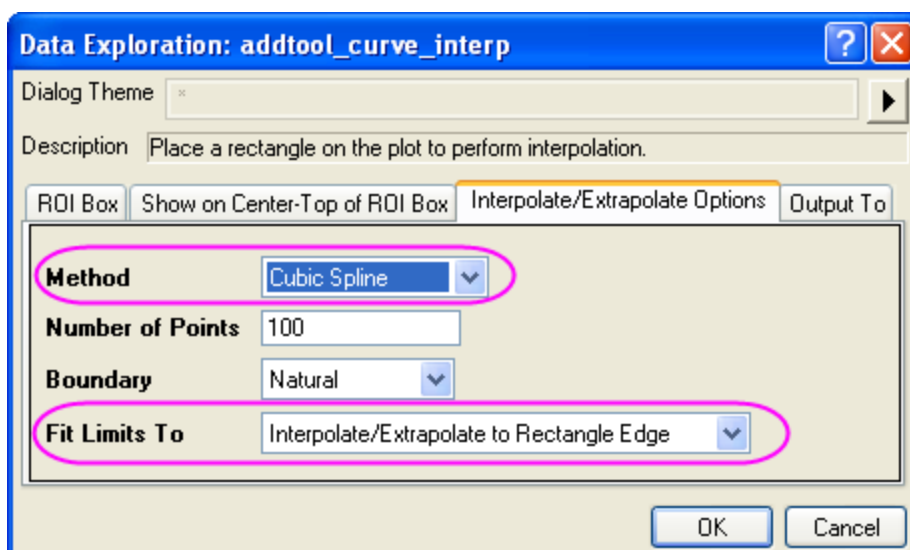 Data Exploration: addtool_curve_interp
Dialog Theme *
Description Place a rectangle on the plot to perform interpolation.
ROI Box Show on Center-Top of ROI Box Interpolate/Extrapolate Options Output To
Method Cubic Spline
Number of Points 100
Boundary Natural
Fit Limits To Interpolate/Extrapolate to Rectangle Edge
OK Cancel